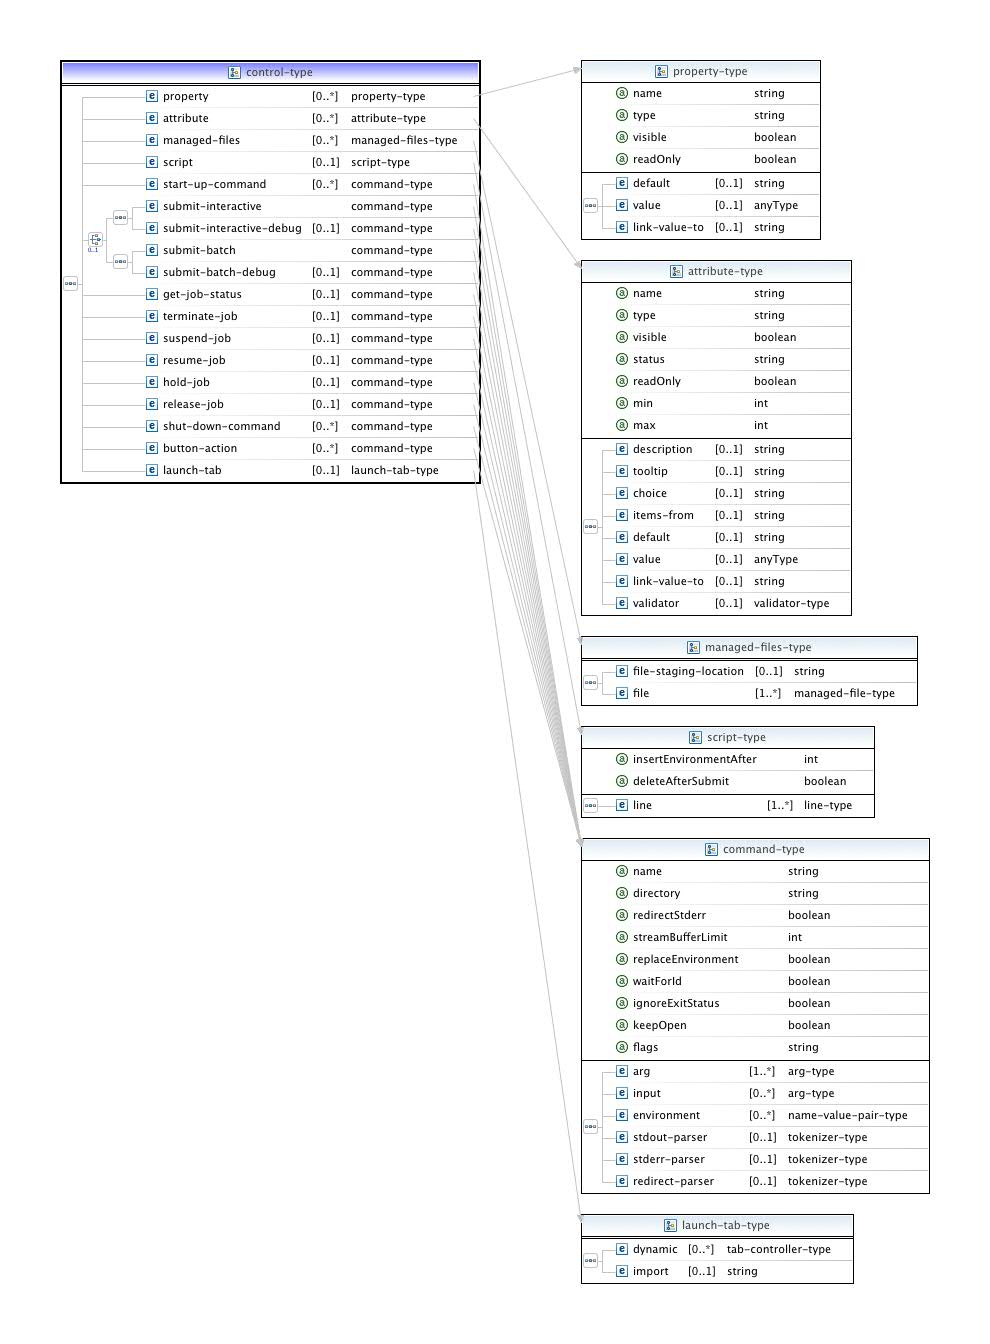 control-type
property [0..*] property-type
attribute [0..*] attribute-type
managed-files [0..*] managed-files-type
script [0..1] script-type
start-up-command [0..*] command-type
submit-interactive command-type
submit-interactive-debug [0..1] command-type
0..1
submit-batch command-type
submit-batch-debug [0..1] command-type
get-job-status [0..1] command-type
terminate-job [0..1] command-type
suspend-job [0..1] command-type
resume-job [0..1] command-type
hold-job [0..1] command-type
release-job [0..1] command-type
shut-down-command [0..*] command-type
button-action [0..*] command-type
launch-tab [0..1] launch-tab-type
property-type
name string
type string
visible boolean
readOnly boolean
default [0..1] string
value [0..1] anyType
link-value-to [0..1] string
attribute-type
name string
type string
visible boolean
status string
readOnly boolean
min int
max int
description [0..1] string
tooltip [0..1] string
choice [0..1] string
items-from [0..1] string
default [0..1] string
value [0..1] anyType
link-value-to [0..1] string
validator [0..1] validator-type
managed-files-type
file-staging-location [0..1] string
file [1..*] managed-file-type
script-type
insertEnvironmentAfter int
deleteAfterSubmit boolean
line [1..*] line-type
command-type
name string
directory string
redirectStderr boolean
streamBufferLimit int
replaceEnvironment boolean
waitForId boolean
ignoreExitStatus boolean
keepOpen boolean
flags string
arg [1..*] arg-type
input [0..*] arg-type
environment [0..*] name-value-pair-type
stdout-parser [0..1] tokenizer-type
stderr-parser [0..1] tokenizer-type
redirect-parser [0..1] tokenizer-type
launch-tab-type
dynamic [0..*] tab-controller-type
import [0..1] string